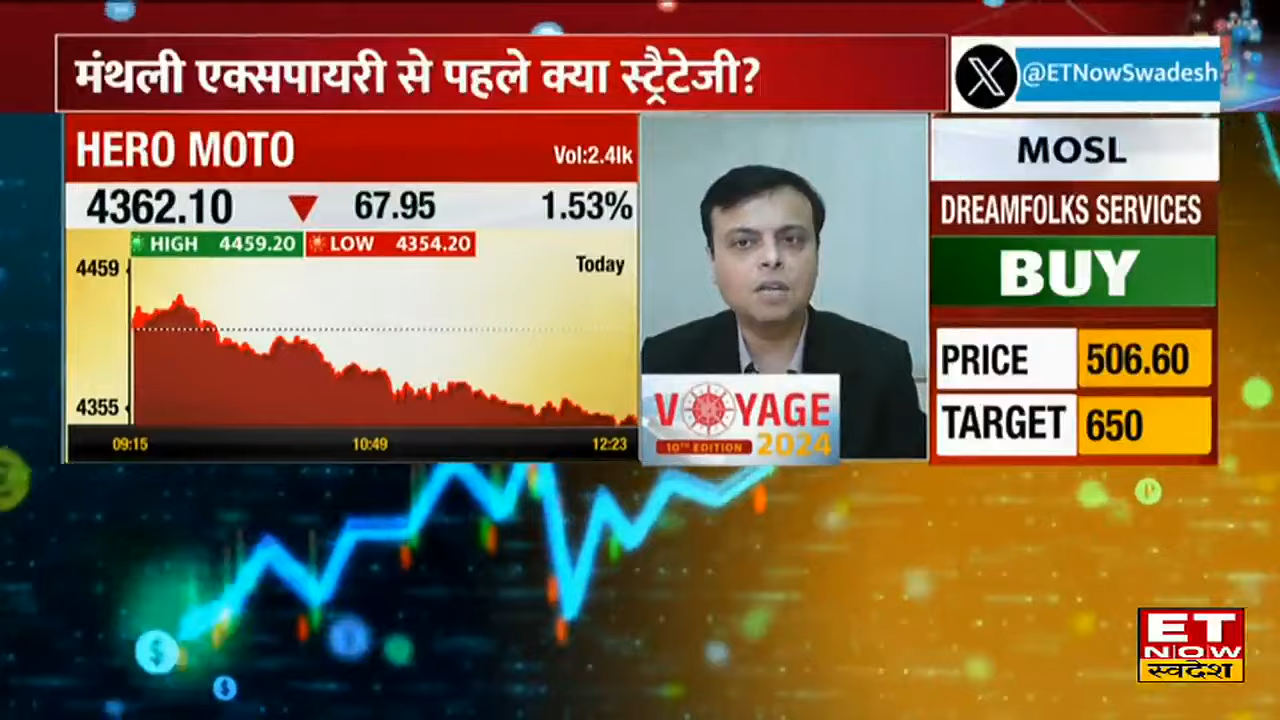 मंथली एक्सपायरी से पहले क्या स्ट्रैटेजी?
X @ETNowSwadesh
HERO MOTO
Vol:2.4lk
4362.10 67.95 1.53%
HIGH 4459.20 LOW 4354.20
Today
4459
4355
09:15 10:49 12:23
VOYAGE
10TH EDITION 2024
MOSL
DREAMFOLKS SERVICES
BUY
PRICE 506.60
TARGET 650
ET
NOW
स्वदेश